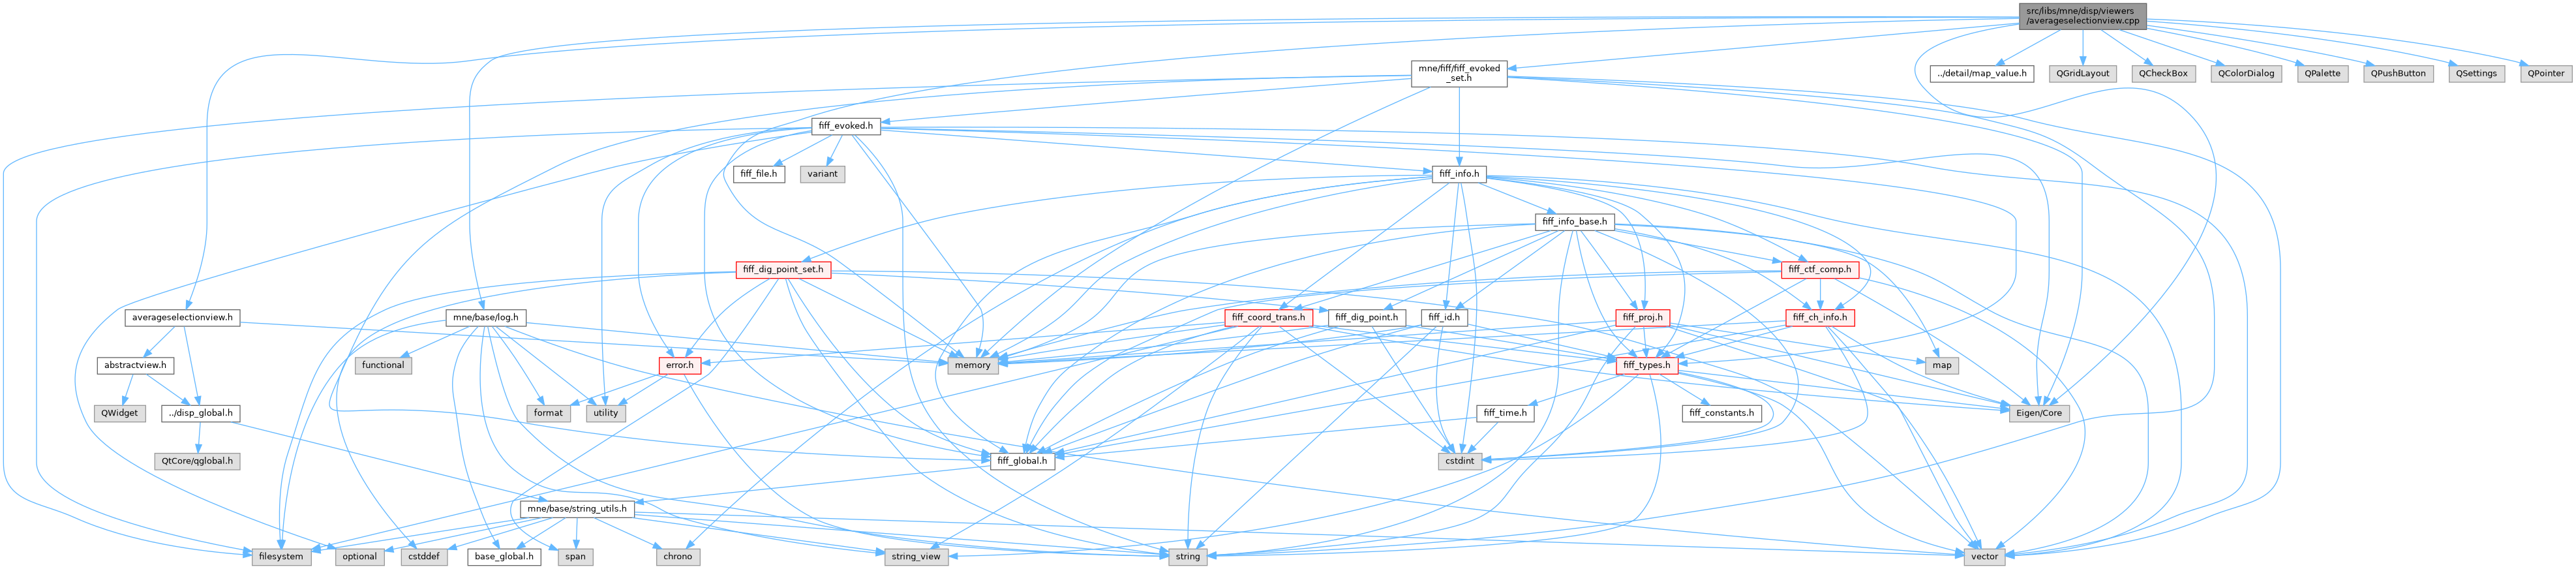 src/libs/mne/disp/viewers
/averageselectionview.cpp
mne/fiff/fiff_evoked
_set.h
../detail/map_value.h
QGridLayout
QCheckBox
QColorDialog
QPalette
QPushButton
QSettings
QPointer
fiff_evoked.h
fiff_file.h
variant
fiff_info.h
fiff_info_base.h
fiff_dig_point_set.h
fiff_ctf_comp.h
averageselectionview.h
mne/base/log.h
fiff_coord_trans.h
fiff_dig_point.h
fiff_id.h
fiff_proj.h
fiff_ch_info.h
abstractview.h
functional
error.h
memory
fiff_types.h
map
QWidget
../disp_global.h
format
utility
fiff_time.h
fiff_constants.h
Eigen/Core
QtCore/qglobal.h
fiff_global.h
cstdint
mne/base/string_utils.h
filesystem
optional
cstddef
base_global.h
span
chrono
string_view
string
vector